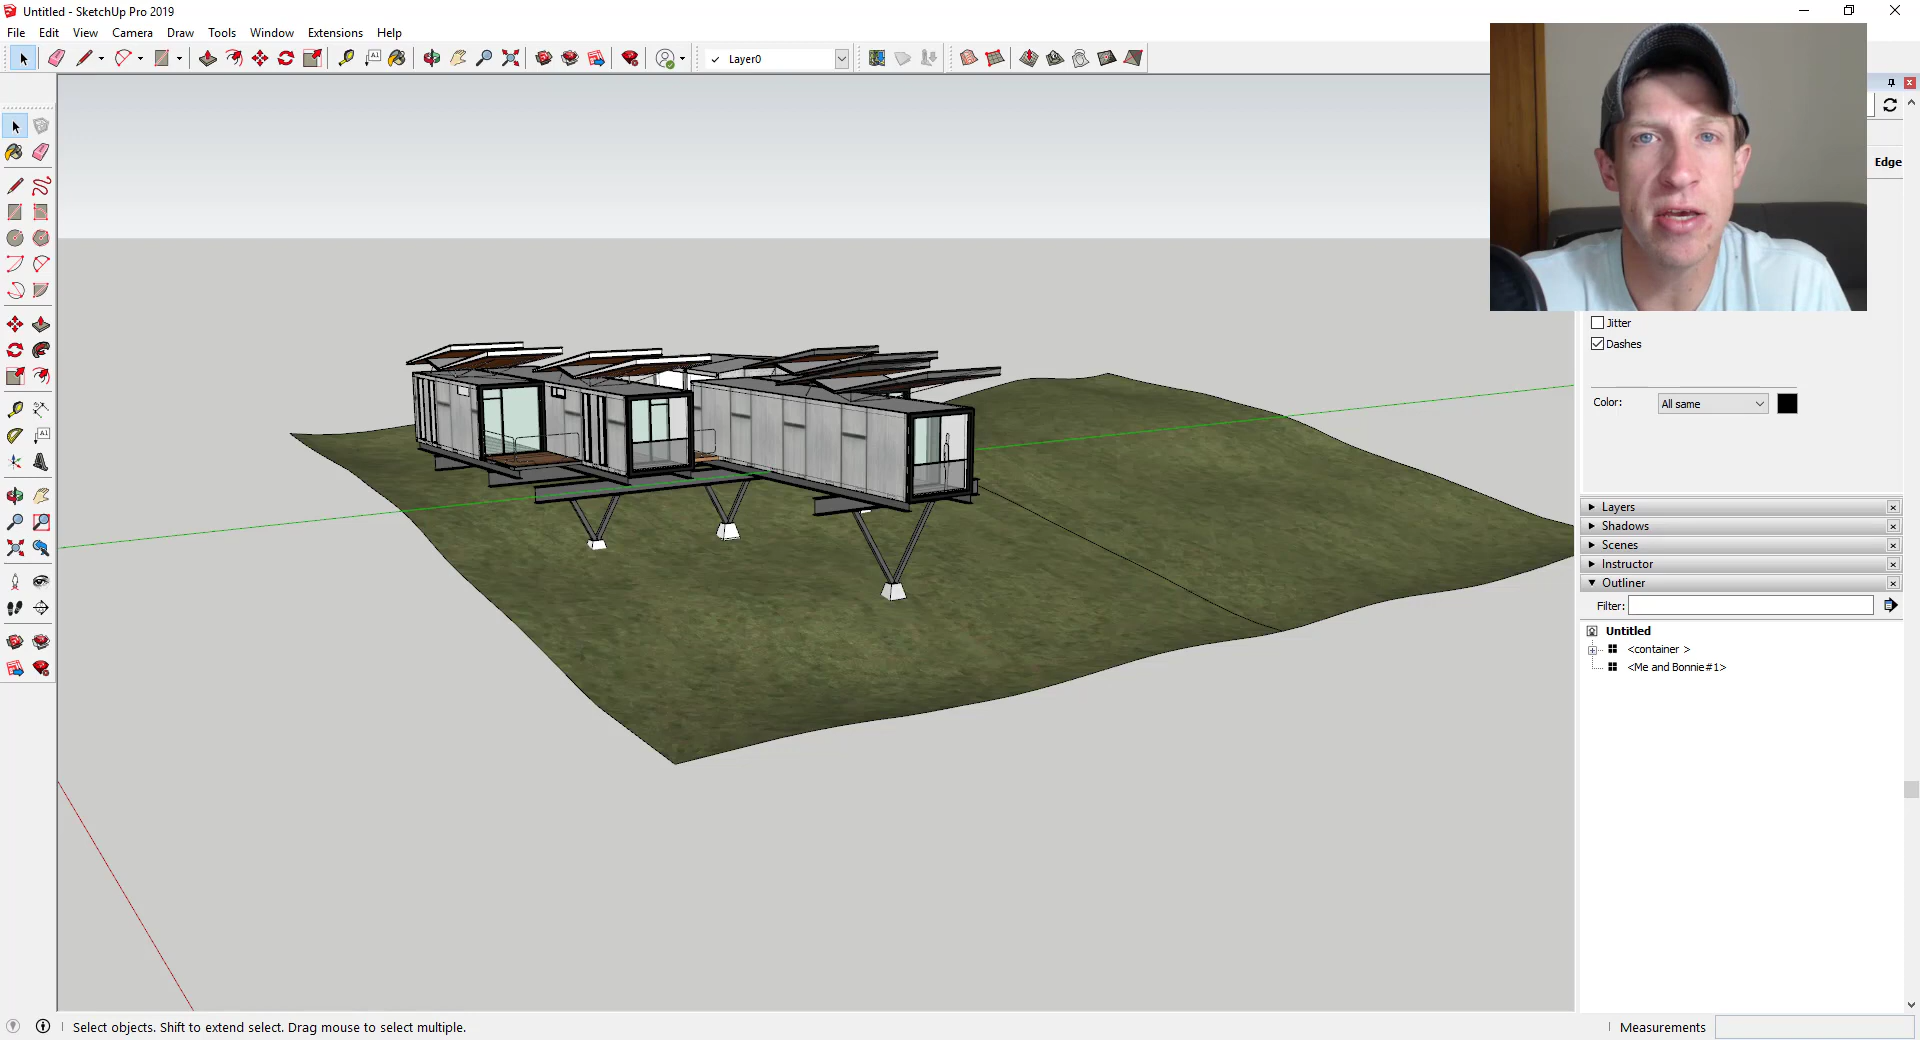 Untitled - SketchUp Pro 2019
File Edit View Camera Draw Tools Window Extensions Help
Layer0
Edge
Jitter
Dashes
Color: All same
Layers
Shadows
Scenes
Instructor
Outliner
Filter:
Untitled
<container >
<Me and Bonnie#1>
Select objects. Shift to extend select. Drag mouse to select multiple.
Measurements